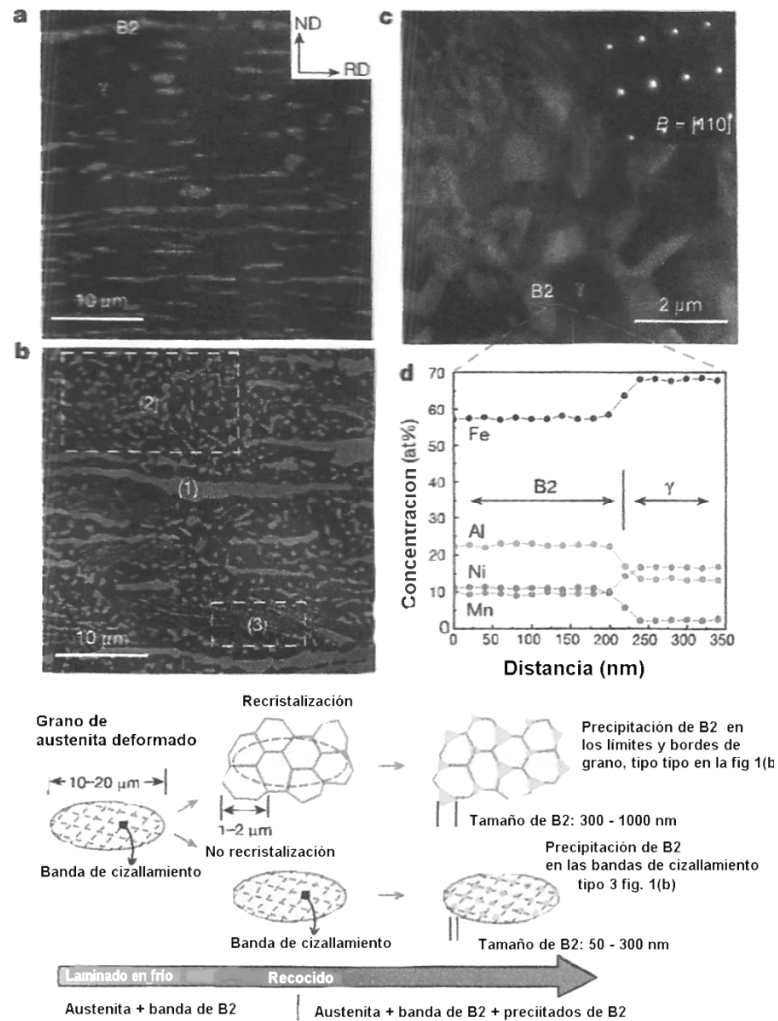 a
B2
γ
ND
RD
10 µm
c
B = [110]
B2
γ
2 µm
b
(2)
(1)
(3)
10 µm
d
70
60
50
40
30
20
10
0
Concentracion (at%)
Fe
B2
γ
Al
Ni
Mn
0
50
100
150
200
250
300
350
Distancia (nm)
Recristalización
Grano de
austenita deformado
10–20 µm
Banda de cizallamiento
1–2 µm
No recristalización
Banda de cizallamiento
Precipitación de B2 en
los límites y bordes de
grano, tipo tipo en la fig 1(b
Tamaño de B2: 300 - 1000 nm
Precipitación de B2
en las bandas de cizallamiento
tipo 3 fig. 1(b)
Tamaño de B2: 50 - 300 nm
Laminado en frío
Recocido
Austenita + banda de B2
Austenita + banda de B2 + preciitados de B2